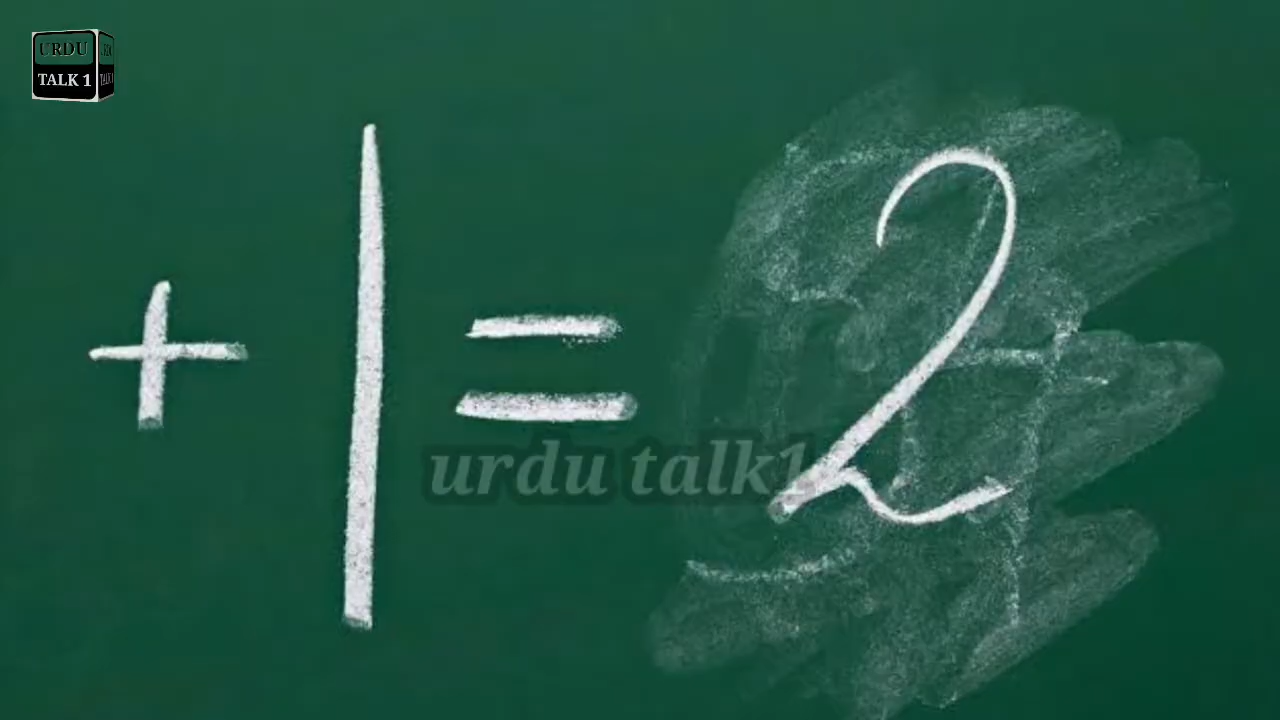 URDU
TALK 1
+ 1 = 2
urdu talk1